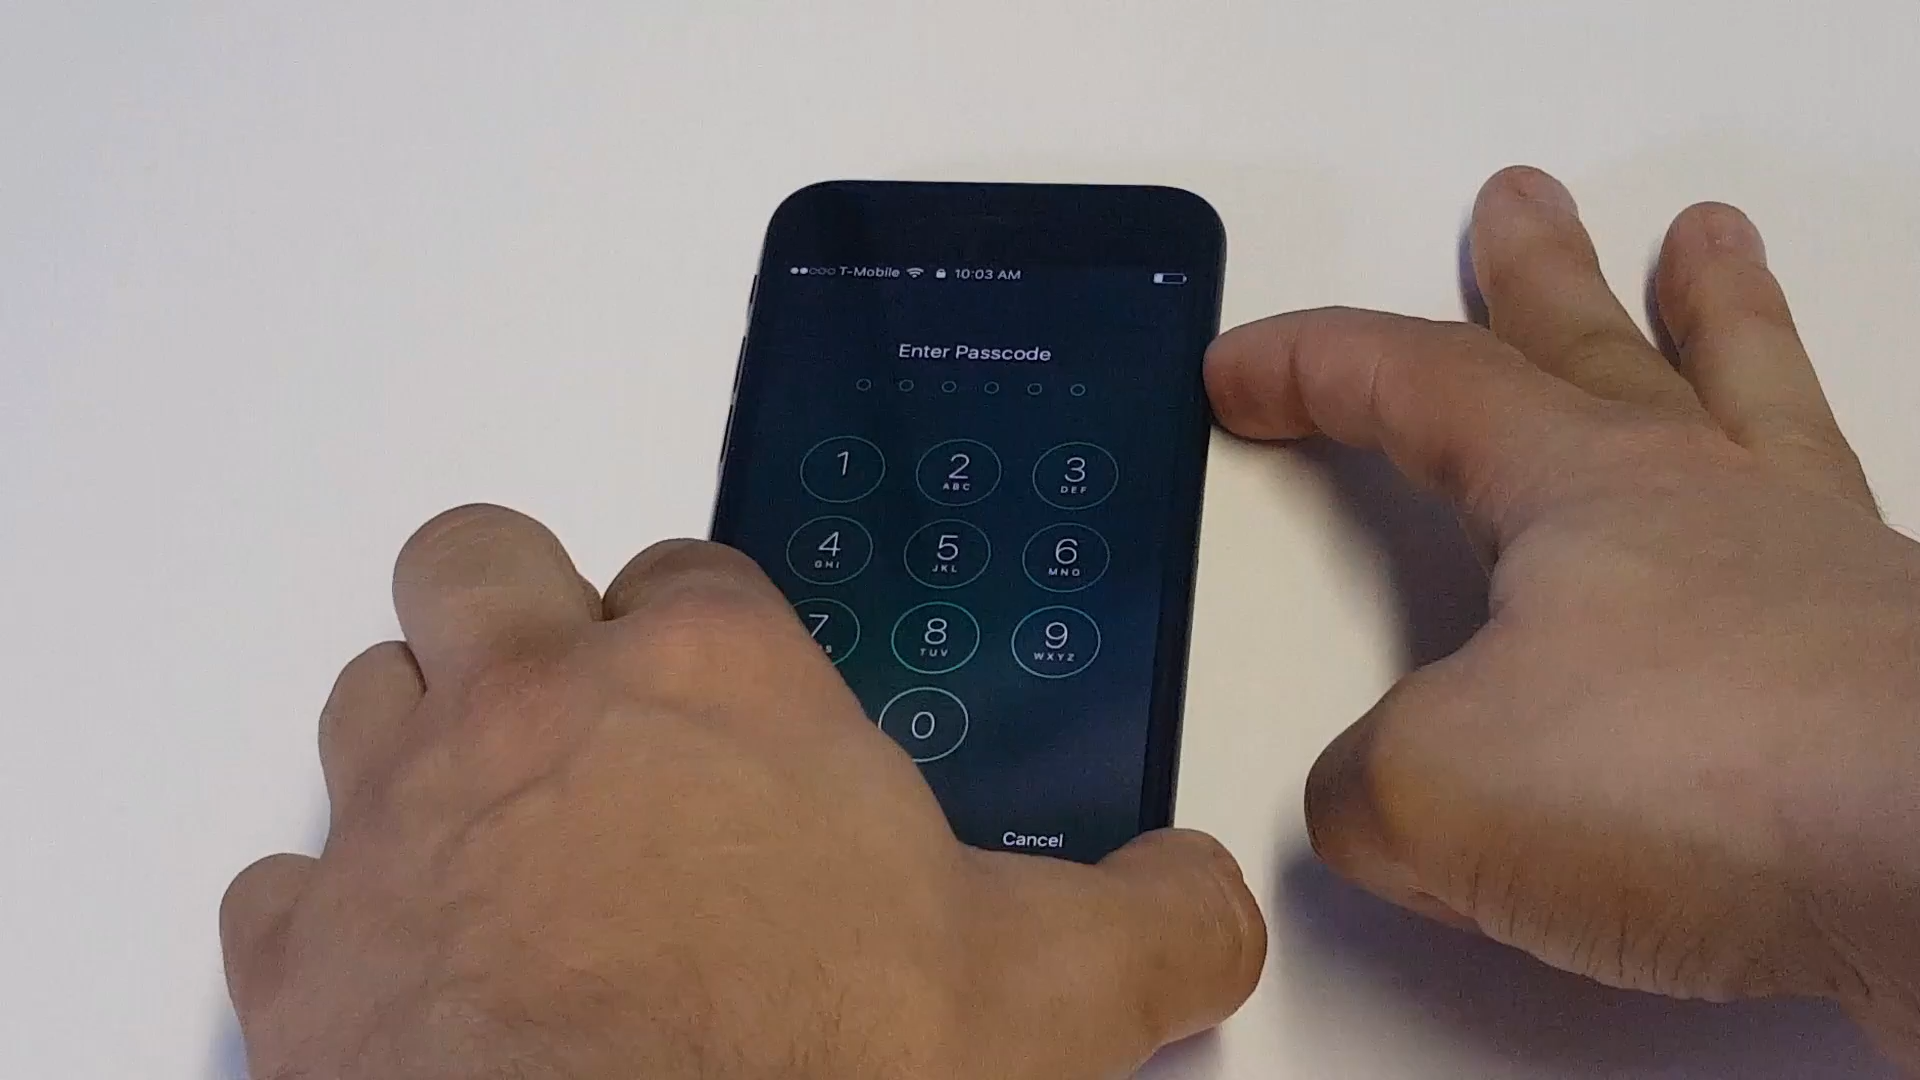 T-Mobile 10:03 AM
Enter Passcode
1 2 3
ABC DEF
4 5 6
GHI JKL MNO
7 8 9
TUV WXYZ
0
Cancel